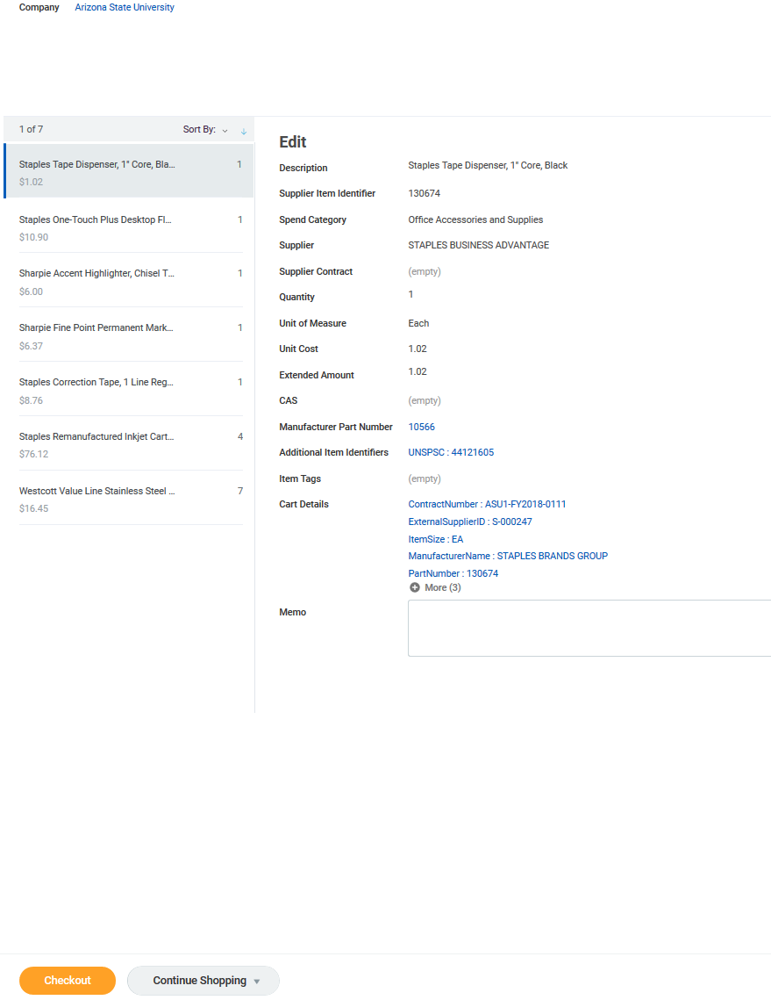 Company Arizona State University
1 of 7 Sort By:
Staples Tape Dispenser, 1" Core, Bla... 1
$1.02
Staples One-Touch Plus Desktop Fl... 1
$10.90
Sharpie Accent Highlighter, Chisel T... 1
$6.00
Sharpie Fine Point Permanent Mark... 1
$6.37
Staples Correction Tape, 1 Line Reg... 1
$8.76
Staples Remanufactured Inkjet Cart... 4
$76.12
Westcott Value Line Stainless Steel ... 7
$16.45
Edit
Description Staples Tape Dispenser, 1" Core, Black
Supplier Item Identifier 130674
Spend Category Office Accessories and Supplies
Supplier STAPLES BUSINESS ADVANTAGE
Supplier Contract (empty)
Quantity 1
Unit of Measure Each
Unit Cost 1.02
Extended Amount 1.02
CAS (empty)
Manufacturer Part Number 10566
Additional Item Identifiers UNSPSC : 44121605
Item Tags (empty)
Cart Details ContractNumber : ASU1-FY2018-0111
ExternalSupplierID : S-000247
ItemSize : EA
ManufacturerName : STAPLES BRANDS GROUP
PartNumber : 130674
More (3)
Memo
Checkout Continue Shopping